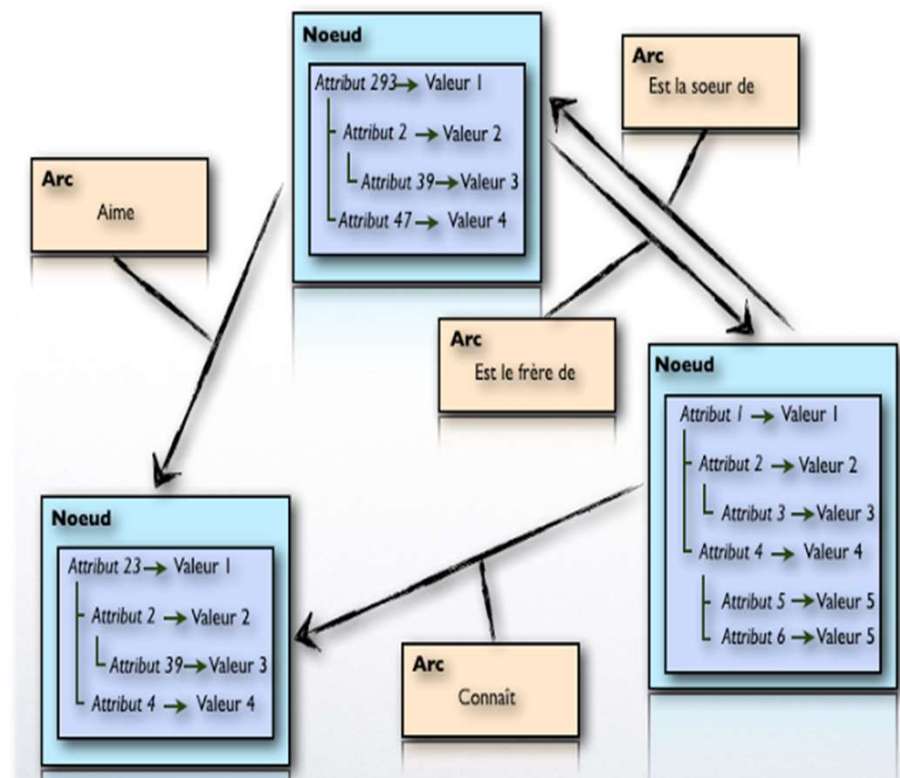 Noeud
Attribut 293 → Valeur 1
Attribut 2 → Valeur 2
Attribut 39 → Valeur 3
Attribut 47 → Valeur 4
Arc
Est la soeur de
Arc
Aime
Arc
Est le frère de
Noeud
Attribut 1 → Valeur 1
Attribut 2 → Valeur 2
Attribut 3 → Valeur 3
Attribut 4 → Valeur 4
Attribut 5 → Valeur 5
Attribut 6 → Valeur 5
Noeud
Attribut 23 → Valeur 1
Attribut 2 → Valeur 2
Attribut 39 → Valeur 3
Attribut 4 → Valeur 4
Arc
Connaît